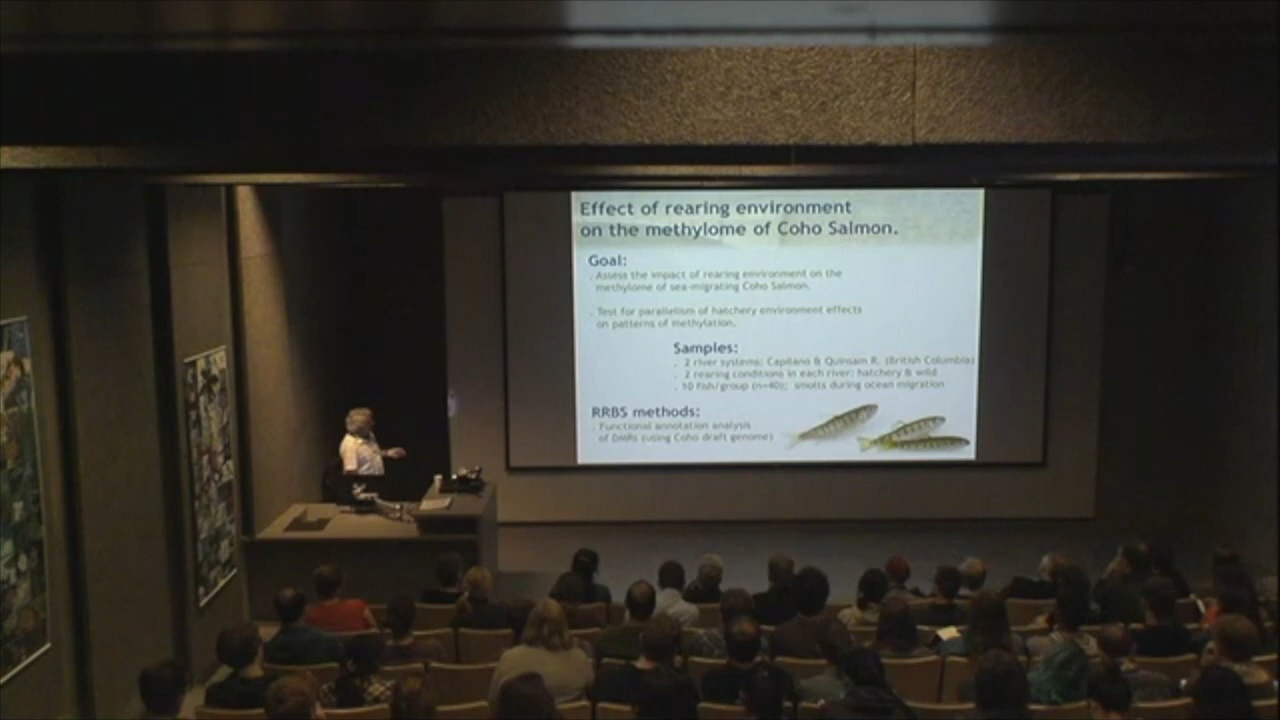 Effect of rearing environment
on the methylome of Coho Salmon.
Goal:
. Assess the impact of rearing environment on the
methylome of sea-migrating Coho Salmon.
. Test for parallelism of hatchery environment effects
on patterns of methylation.
Samples:
. 2 river systems: Capilano & Quinsam R. (British Columbia)
. 2 rearing conditions in each river: hatchery & wild
. 10 fish/group (n=40); smolts during ocean migration
RRBS methods:
. Functional annotation analysis
of DMRs (using Coho draft genome)